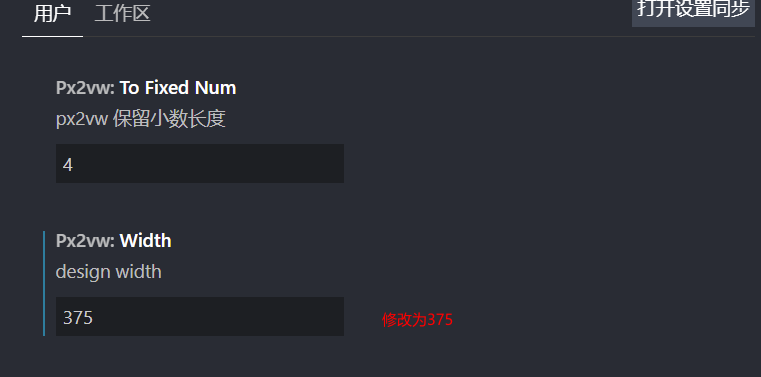 用户 工作区 打开设置同步
Px2vw: To Fixed Num
px2vw 保留小数长度
4
Px2vw: Width
design width
375 修改为375